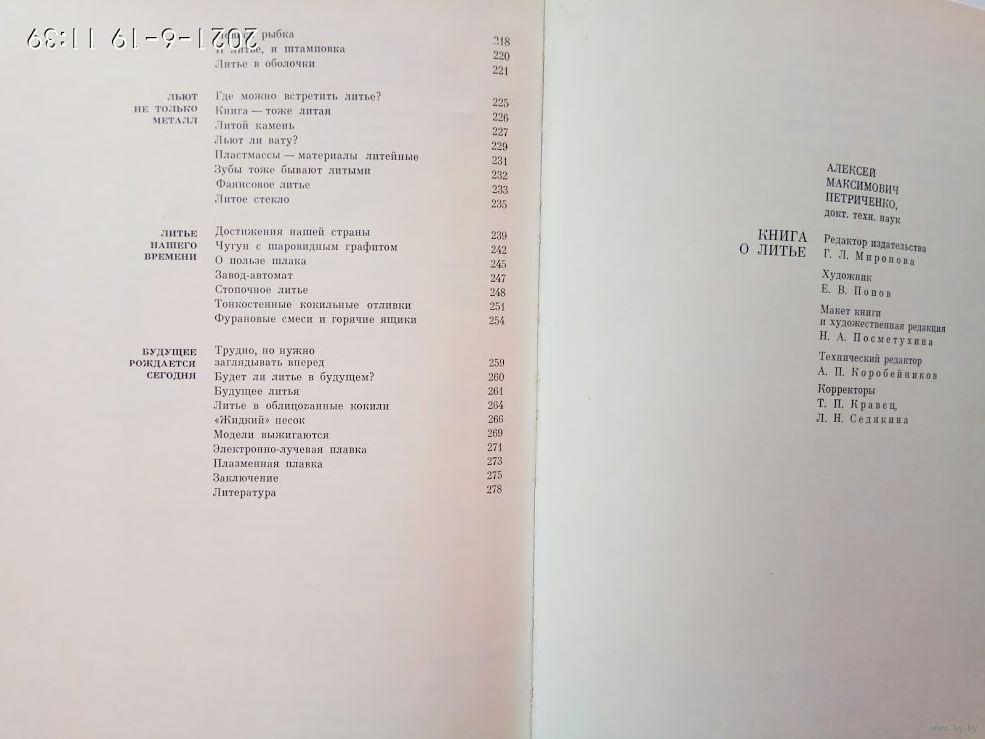 2021-6-19 11:39
рыбка 218
И литье, и штамповка 220
Литье в оболочки 221
ЛЬЮТ
НЕ ТОЛЬКО
МЕТАЛЛ
Где можно встретить литье? 225
Книга — тоже литая 226
Литой камень 227
Льют ли вату? 229
Пластмассы — материалы литейные 231
Зубы тоже бывают литыми 232
Фаянсовое литье 233
Литое стекло 235
ЛИТЬЕ
НАШЕГО
ВРЕМЕНИ
Достижения нашей страны 239
Чугун с шаровидным графитом 242
О пользе шлака 245
Завод-автомат 247
Стопочное литье 248
Тонкостенные кокильные отливки 251
Фурановые смеси и горячие ящики 254
БУДУЩЕЕ
РОЖДАЕТСЯ
СЕГОДНЯ
Трудно, но нужно
заглядывать вперед 259
Будет ли литье в будущем? 260
Будущее литья 261
Литье в облицованные кокили 264
«Жидкий» песок 266
Модели выжигаются 269
Электронно-лучевая плавка 271
Плазменная плавка 273
Заключение 275
Литература 278
АЛЕКСЕЙ
МАКСИМОВИЧ
ПЕТРИЧЕНКО,
докт. техн. наук
КНИГА
О ЛИТЬЕ
Редактор издательства
Г. Л. Миронова
Художник
Е. В. Попов
Макет книги
и художественная редакция
Н. А. Посметухина
Технический редактор
А. П. Коробейников
Корректоры
Т. П. Кравец,
Л. Н. Седякина
www.ay.by